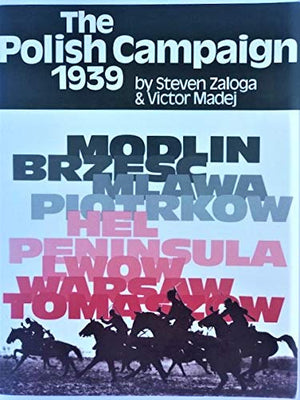 The
Polish Campaign
1939 by Steven Zaloga
& Victor Madej
MODLIN
BRZESC
MLAWA
PIOTRKOW
HEL
PENINSULA
LWOW
WARSAW
TOMASZOW